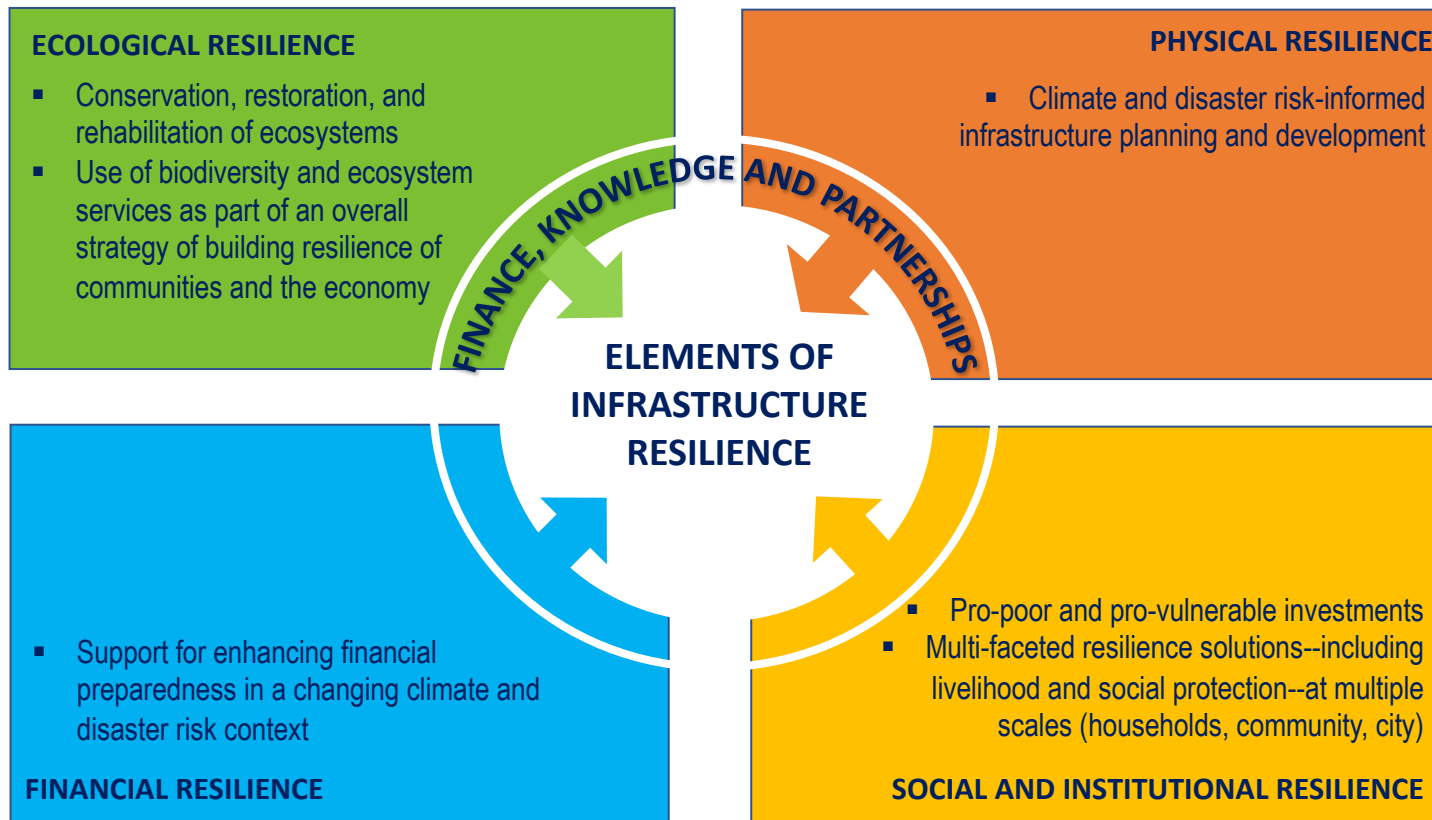 ECOLOGICAL RESILIENCE
▪ Conservation, restoration, and
rehabilitation of ecosystems
▪ Use of biodiversity and ecosystem
services as part of an overall
strategy of building resilience of
communities and the economy
PHYSICAL RESILIENCE
▪ Climate and disaster risk-informed
infrastructure planning and development
FINANCE, KNOWLEDGE AND PARTNERSHIPS
ELEMENTS OF
INFRASTRUCTURE
RESILIENCE
▪ Support for enhancing financial
preparedness in a changing climate and
disaster risk context
FINANCIAL RESILIENCE
▪ Pro-poor and pro-vulnerable investments
▪ Multi-faceted resilience solutions--including
livelihood and social protection--at multiple
scales (households, community, city)
SOCIAL AND INSTITUTIONAL RESILIENCE